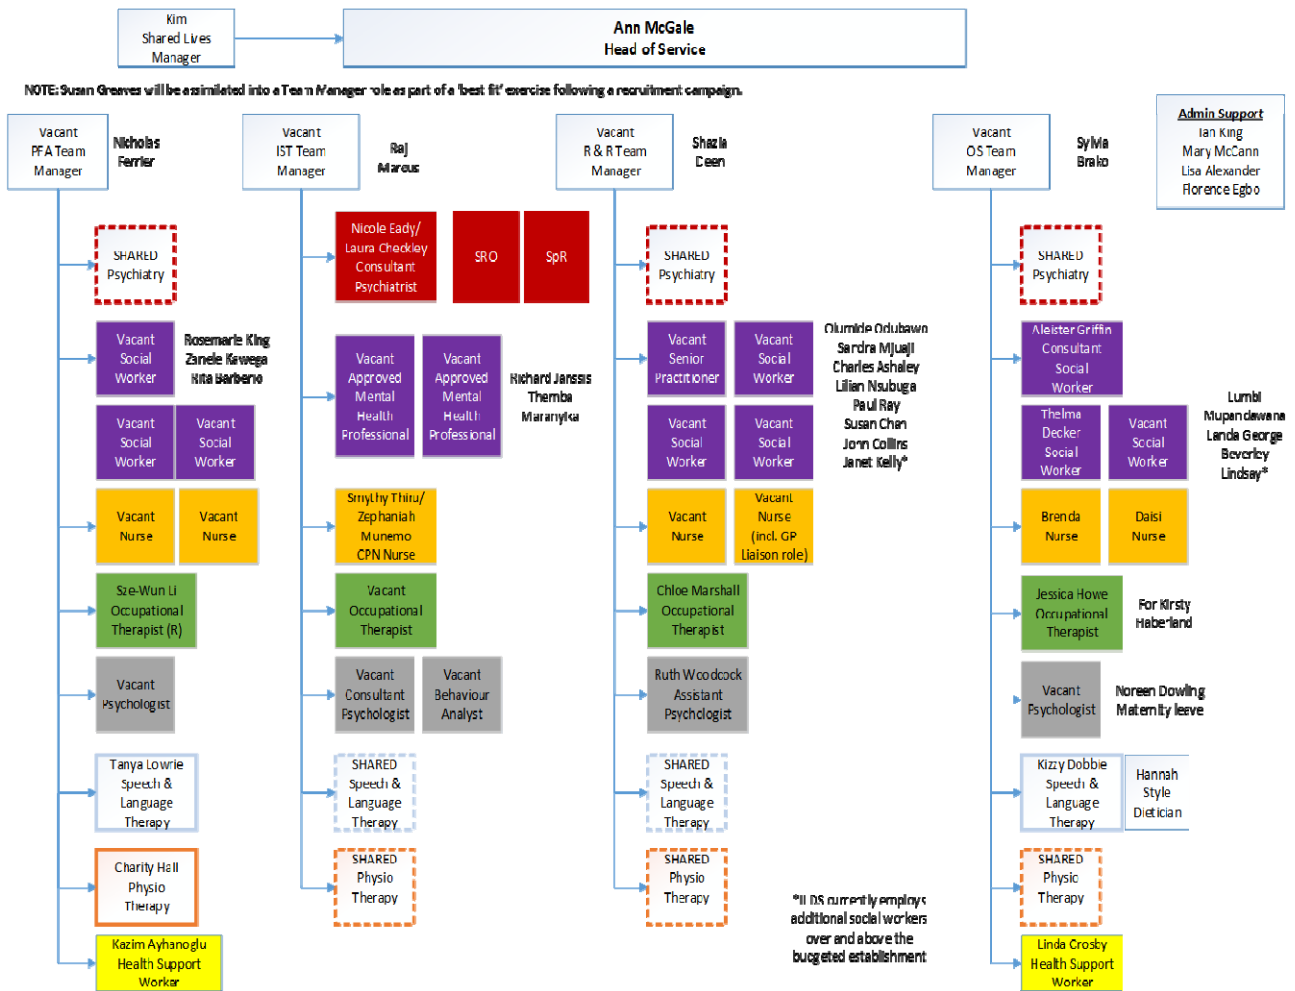 Kim
Shared Lives
Manager
Ann McGale
Head of Service
NOTE: Susan Greaves will be assimilated into a Team Manager role as part of a 'best fit' exercise following a recruitment campaign.
Vacant
PFA Team
Manager
Nicholas
Ferrier
Vacant
IST Team
Manager
Raj
Marcus
Vacant
R & R Team
Manager
Shazia
Deen
Vacant
OS Team
Manager
Sylvia
Brako
Admin Support
Ian King
Mary McCann
Lisa Alexander
Florence Egbo
SHARED
Psychiatry
Nicole Eady/
Laura Checkley
Consultant
Psychiatrist
SRO
SpR
SHARED
Psychiatry
SHARED
Psychiatry
Vacant
Social
Worker
Rosemarie King
Zanele Kawega
Rita Barberio
Vacant
Social
Worker
Vacant
Social
Worker
Vacant
Approved
Mental
Health
Professional
Vacant
Approved
Mental
Health
Professional
Richard Janssis
Themba
Maranyika
Vacant
Senior
Practitioner
Vacant
Social
Worker
Vacant
Social
Worker
Vacant
Social
Worker
Olumide Odubawo
Sandra Mjuaji
Charles Ashaley
Lilian Nsubuga
Paul Ray
Susan Chan
John Collins
Janet Kelly*
Aleister Griffin
Consultant
Social
Worker
Thelma
Decker
Social
Worker
Vacant
Social
Worker
Lumbi
Mupandawana
Landa George
Beverley
Lindsay*
Vacant
Nurse
Vacant
Nurse
Smythy Thiru/
Zephaniah
Munemo
CPN Nurse
Vacant
Nurse
Vacant
Nurse
(incl. GP
Liaison role)
Brenda
Nurse
Daisi
Nurse
Sze-Wun Li
Occupational
Therapist (R)
Vacant
Occupational
Therapist
Chloe Marshall
Occupational
Therapist
Jessica Howe
Occupational
Therapist
For Kirsty
Haberland
Vacant
Psychologist
Vacant
Consultant
Psychologist
Vacant
Behaviour
Analyst
Ruth Woodcock
Assistant
Psychologist
Vacant
Psychologist
Noreen Dowling
Maternity leave
Tanya Lowrie
Speech &
Language
Therapy
SHARED
Speech &
Language
Therapy
SHARED
Speech &
Language
Therapy
Kizzy Dobbie
Speech &
Language
Therapy
Hannah
Style
Dietician
Charity Hall
Physio
Therapy
SHARED
Physio
Therapy
SHARED
Physio
Therapy
SHARED
Physio
Therapy
*ILDS currently employs
additional social workers
over and above the
budgeted establishment
Kazim Ayhanoglu
Health Support
Worker
Linda Crosby
Health Support
Worker